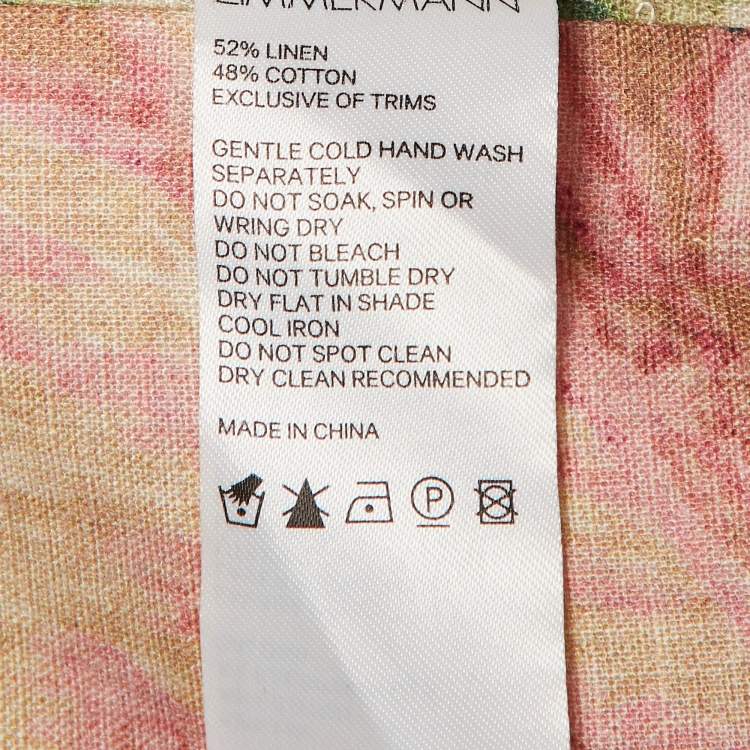 ZIMMERMANN
52% LINEN
48% COTTON
EXCLUSIVE OF TRIMS
GENTLE COLD HAND WASH
SEPARATELY
DO NOT SOAK, SPIN OR
WRING DRY
DO NOT BLEACH
DO NOT TUMBLE DRY
DRY FLAT IN SHADE
COOL IRON
DO NOT SPOT CLEAN
DRY CLEAN RECOMMENDED
MADE IN CHINA
P